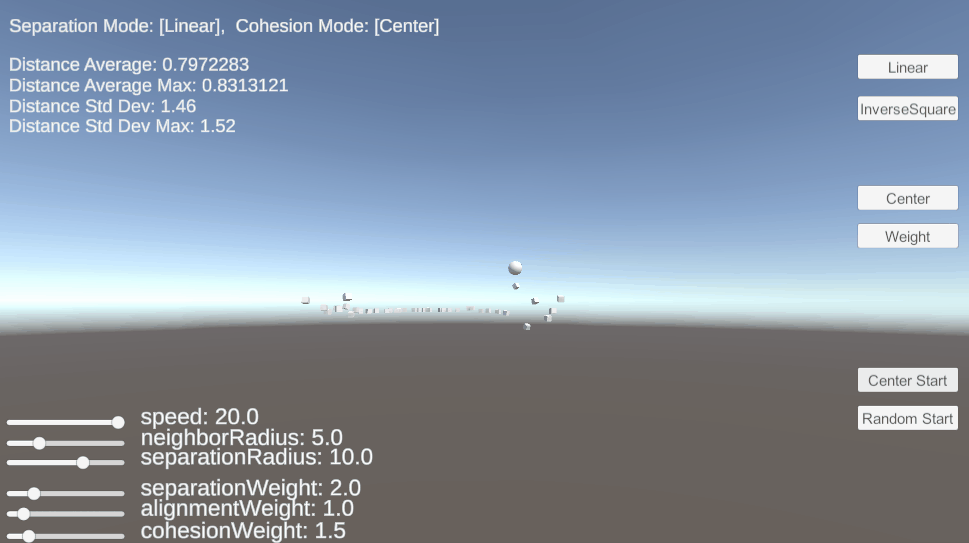 Separation Mode: [Linear],  Cohesion Mode: [Center]
Distance Average: 0.7972283
Distance Average Max: 0.8313121
Distance Std Dev: 1.46
Distance Std Dev Max: 1.52
Linear
InverseSquare
Center
Weight
Center Start
Random Start
speed: 20.0
neighborRadius: 5.0
separationRadius: 10.0
separationWeight: 2.0
alignmentWeight: 1.0
cohesionWeight: 1.5